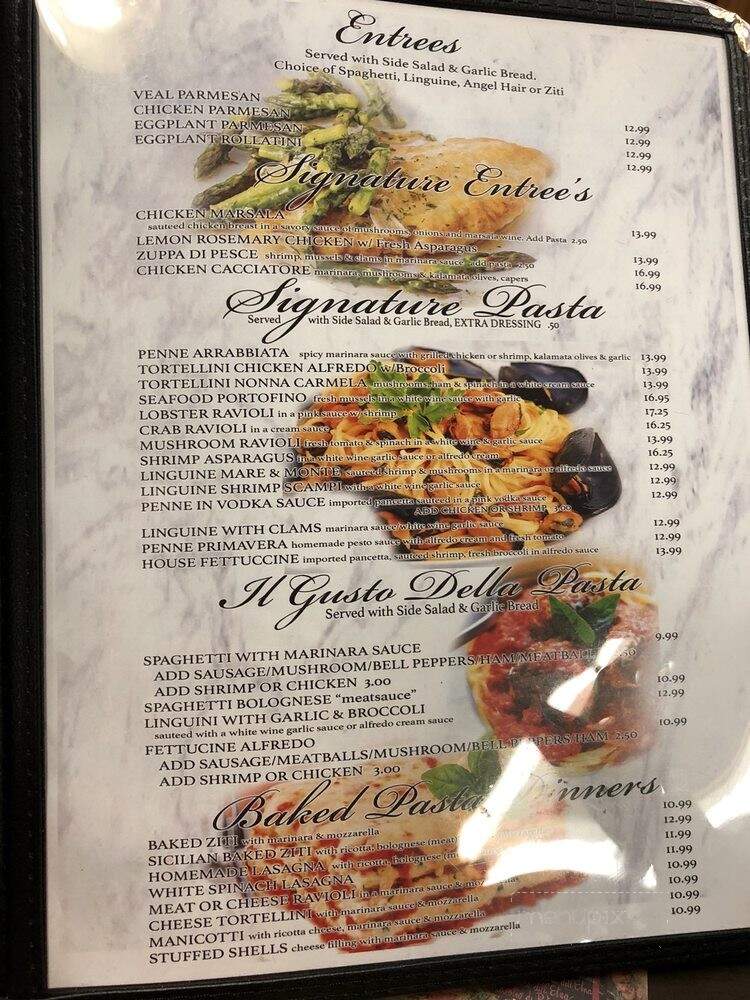 Entrees
Served with Side Salad & Garlic Bread.
Choice of Spaghetti, Linguine, Angel Hair or Ziti
VEAL PARMESAN 12.99
CHICKEN PARMESAN 12.99
EGGPLANT PARMESAN 12.99
EGGPLANT ROLLATINI 12.99
Signature Entree's
CHICKEN MARSALA 13.99
sauteed chicken breast in a savory sauce of mushrooms, onions and marsala wine. Add Pasta 2.50
LEMON ROSEMARY CHICKEN w/ Fresh Asparagus 13.99
ZUPPA DI PESCE shrimp, mussels & clams in marinara sauce add pasta 2.50 16.99
CHICKEN CACCIATORE marinara, mushrooms & kalamata olives, capers 16.99
Signature Pasta
Served with Side Salad & Garlic Bread, EXTRA DRESSING .50
PENNE ARRABBIATA spicy marinara sauce with grilled chicken or shrimp, kalamata olives & garlic 13.99
TORTELLINI CHICKEN ALFREDO w/Broccoli 13.99
TORTELLINI NONNA CARMELA mushrooms, ham & spinach in a white cream sauce 13.99
SEAFOOD PORTOFINO fresh mussels in a white wine sauce with garlic 16.95
LOBSTER RAVIOLI in a pink sauce w/ shrimp 17.25
CRAB RAVIOLI in a cream sauce 16.25
MUSHROOM RAVIOLI fresh tomato & spinach in a white wine & garlic sauce 13.99
SHRIMP ASPARAGUS in a white wine garlic sauce or alfredo cream 16.25
LINGUINE MARE & MONTE sauteed shrimp & mushrooms in a marinara or alfredo sauce 12.99
LINGUINE SHRIMP SCAMPI with a white wine garlic sauce 12.99
PENNE IN VODKA SAUCE imported pancetta sauteed in a pink vodka sauce 12.99
ADD CHICKEN OR SHRIMP 3.00
LINGUINE WITH CLAMS marinara sauce/white wine garlic sauce 12.99
PENNE PRIMAVERA homemade pesto sauce with alfredo cream and fresh tomato 12.99
HOUSE FETTUCCINE imported pancetta, sauteed shrimp, fresh broccoli in alfredo sauce 13.99
Il Gusto Della Pasta
Served with Side Salad & Garlic Bread
SPAGHETTI WITH MARINARA SAUCE 9.99
ADD SAUSAGE/MUSHROOM/BELL PEPPERS/HAM/MEATBALL .50
ADD SHRIMP OR CHICKEN 3.00
SPAGHETTI BOLOGNESE "meatsauce" 10.99
LINGUINI WITH GARLIC & BROCCOLI 12.99
sauteed with a white wine garlic sauce or alfredo cream sauce
FETTUCINE ALFREDO 10.99
ADD SAUSAGE/MEATBALLS/MUSHROOM/BELL PEPPERS/HAM 2.50
ADD SHRIMP OR CHICKEN 3.00
Baked Pasta Dinners
BAKED ZITI with marinara & mozzarella 10.99
SICILIAN BAKED ZITI with ricotta, bolognese (meat) mozzarella 12.99
HOMEMADE LASAGNA with ricotta, bolognese 11.99
WHITE SPINACH LASAGNA 11.99
MEAT OR CHEESE RAVIOLI in a marinara sauce & 10.99
CHEESE TORTELLINI with marinara sauce & mozzarella 10.99
MANICOTTI with ricotta cheese, marinara sauce & mozzarella 10.99
STUFFED SHELLS cheese filling with marinara sauce & mozzarella 10.99